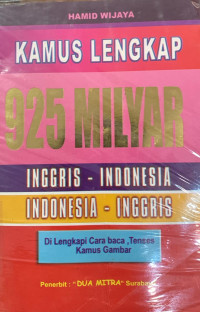 HAMID WIJAYA
KAMUS LENGKAP
925 MILYAR
INGGRIS - INDONESIA
INDONESIA - INGGRIS
Di Lengkapi Cara baca ,Tenses
Kamus Gambar
Penerbit : "DUA MITRA" Surabaya